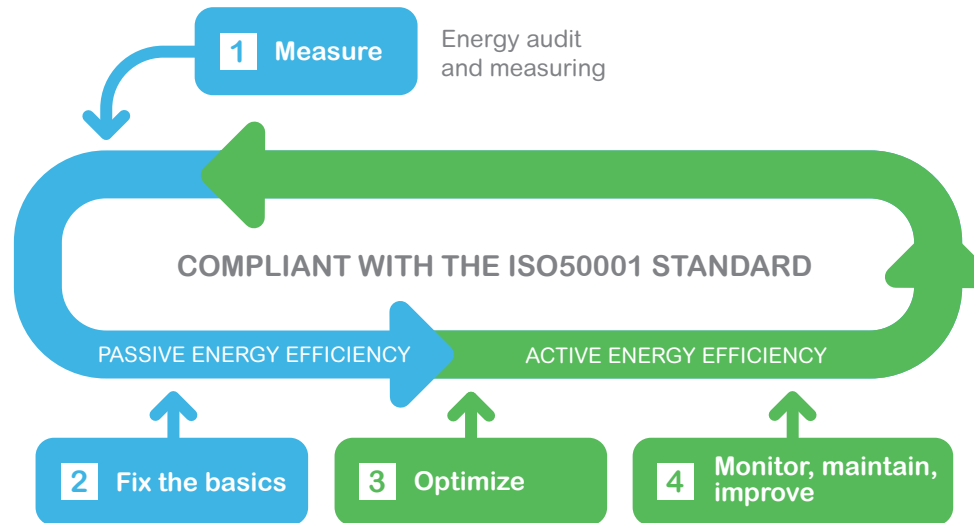 1 Measure
Energy audit
and measuring
COMPLIANT WITH THE ISO50001 STANDARD
PASSIVE ENERGY EFFICIENCY
ACTIVE ENERGY EFFICIENCY
2 Fix the basics
3 Optimize
4 Monitor, maintain,
improve